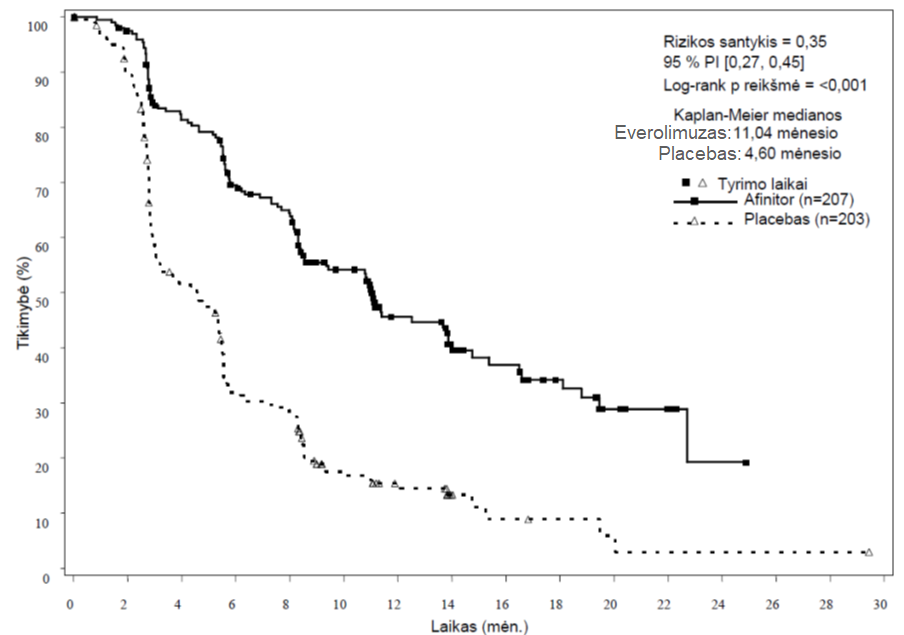 Rizikos santykis = 0,35
95 % PI [0,27, 0,45]
Log-rank p reikšmė = <0,001
Kaplan-Meier medianos
Everolimuzas: 11,04 mėnesio
Placebas: 4,60 mėnesio
Tyrimo laikai
Afinitor (n=207)
Placebas (n=203)
Tikimybė (%)
100
90
80
70
60
50
40
30
20
10
0
0 2 4 6 8 10 12 14 16 18 20 22 24 26 28 30
Laikas (mėn.)